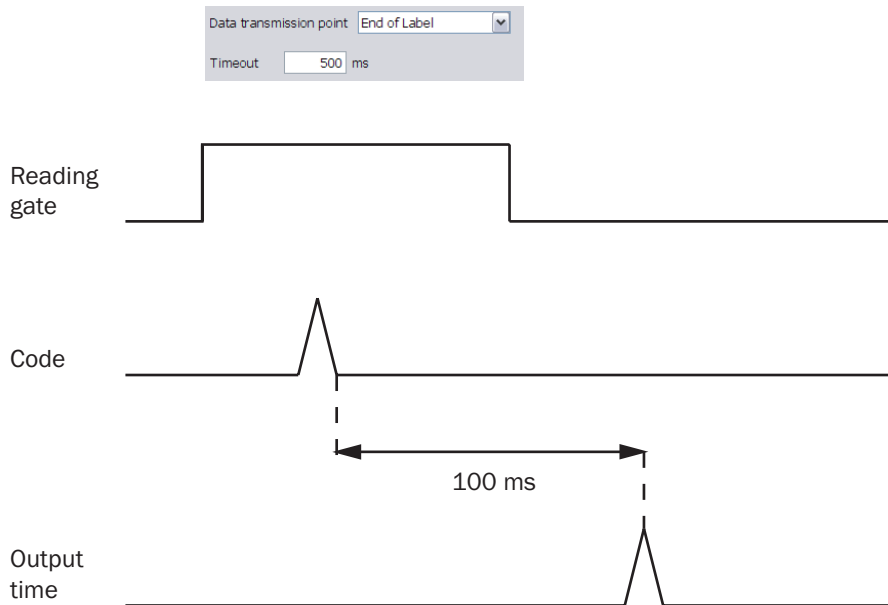 Data transmission point End of Label
Timeout 500 ms
Reading
gate
Code
100 ms
Output
time